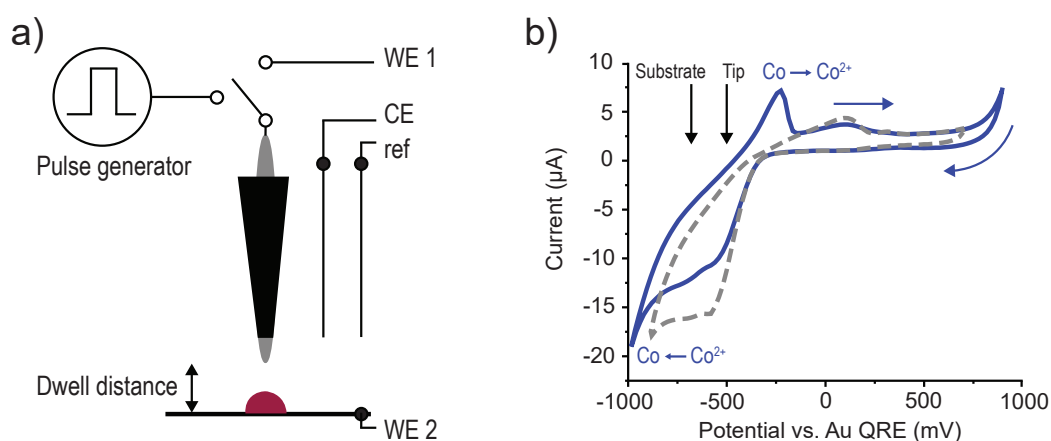 a)
WE 1
CE
ref
Pulse generator
Dwell distance
WE 2
b)
Substrate
Tip
Co → Co²⁺
10
5
0
-5
-10
-15
-20
Current (µA)
Co ← Co²⁺
-1000
-500
0
500
1000
Potential vs. Au QRE (mV)